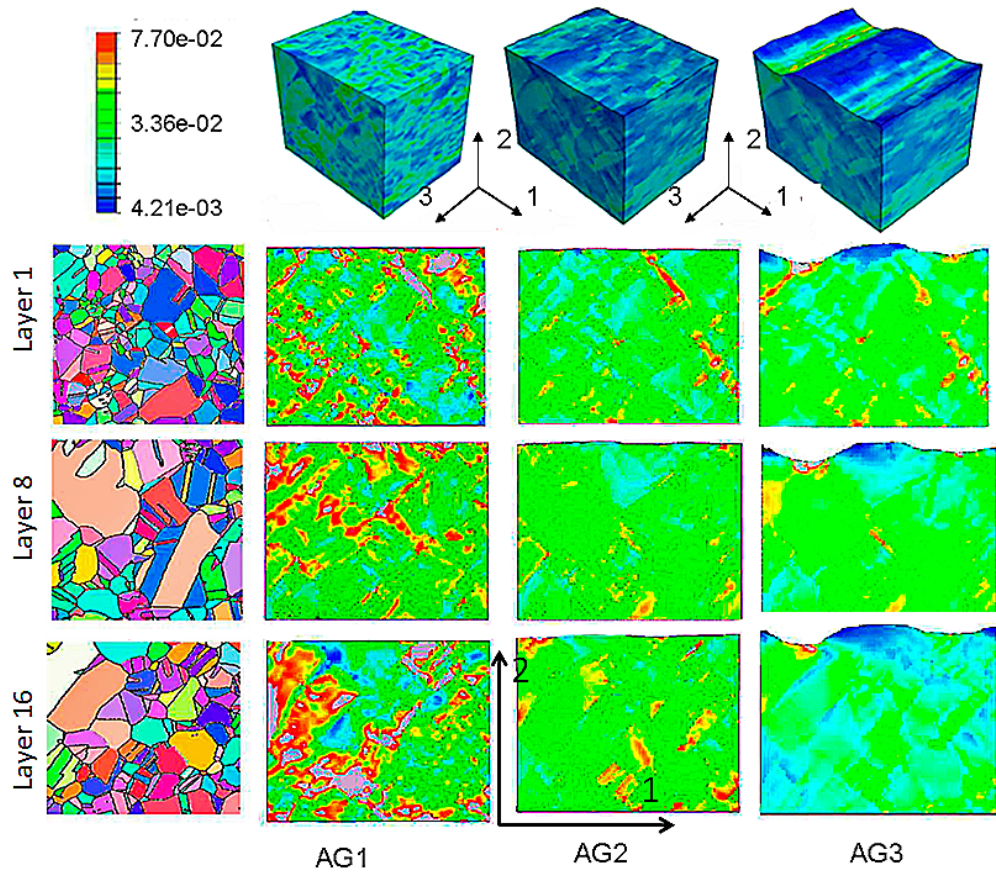 7.70e-02
3.36e-02
4.21e-03
2
3
1
2
3
1
Layer 1
Layer 8
Layer 16
2
1
AG1
AG2
AG3